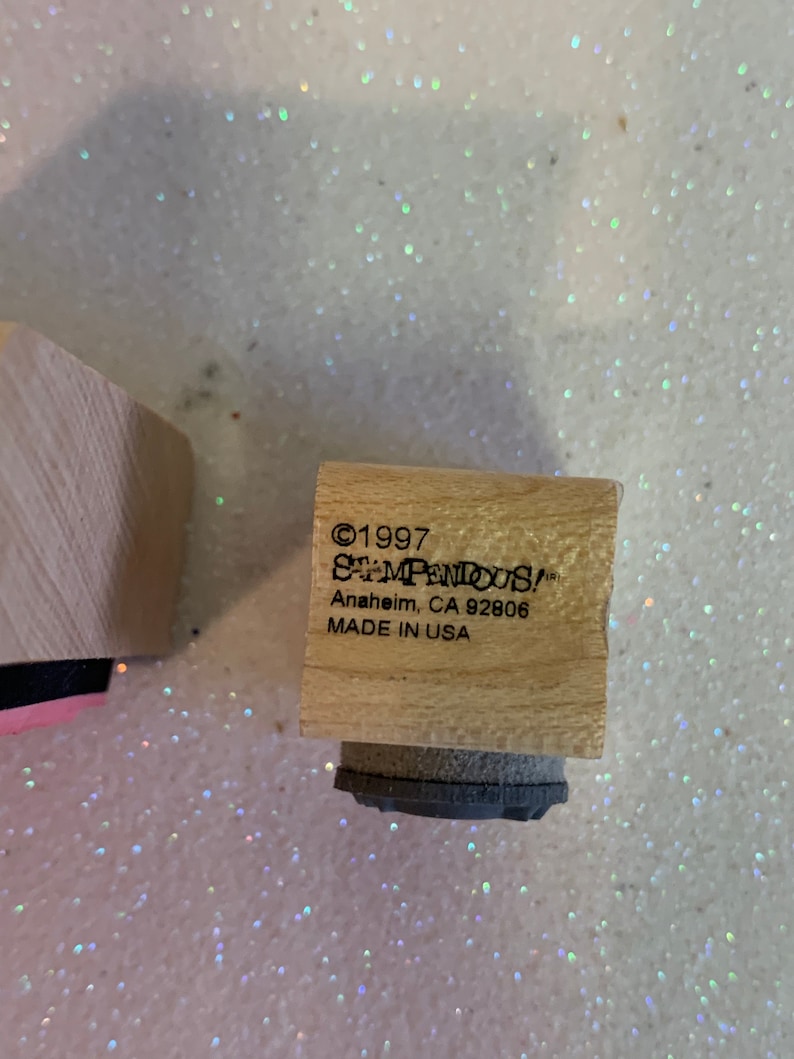 ©1997
STAMPENDOUS!(R)
Anaheim, CA 92806
MADE IN USA